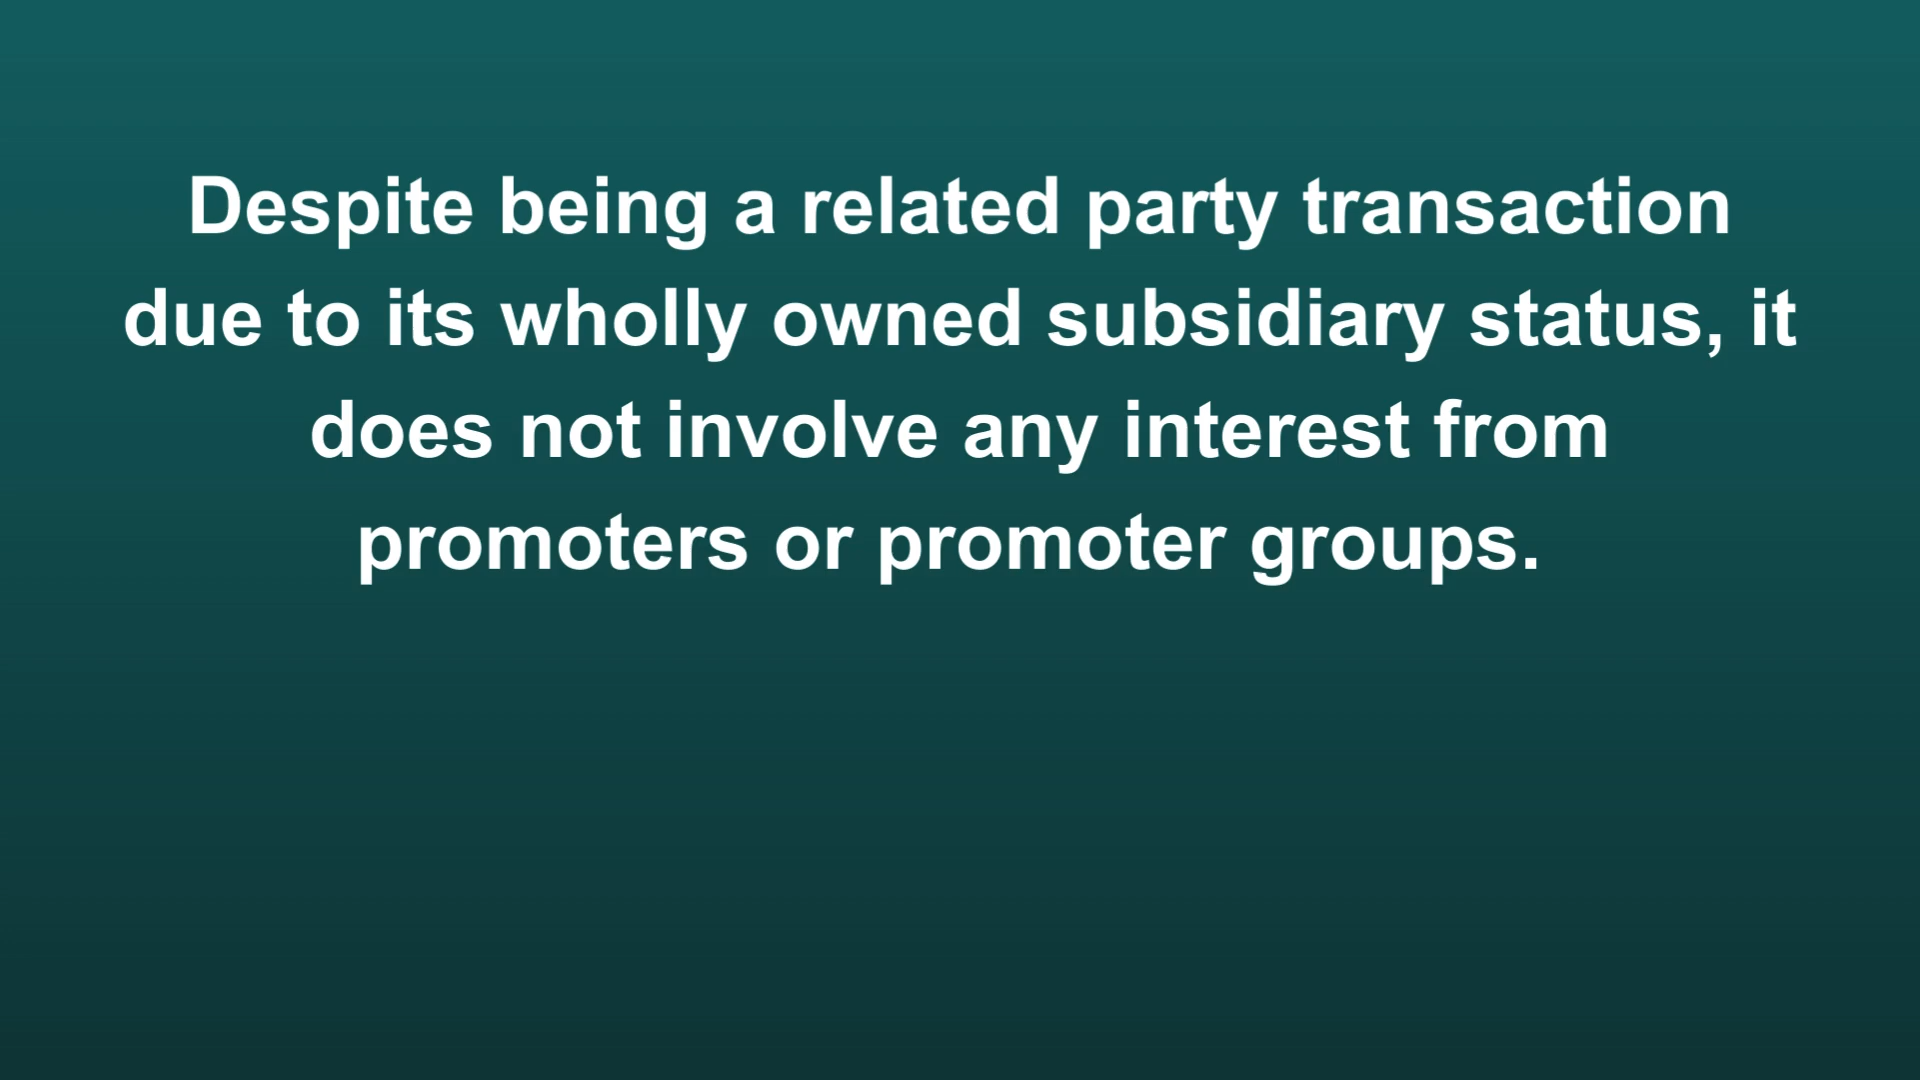 Despite being a related party transaction
due to its wholly owned subsidiary status, it
does not involve any interest from
promoters or promoter groups.